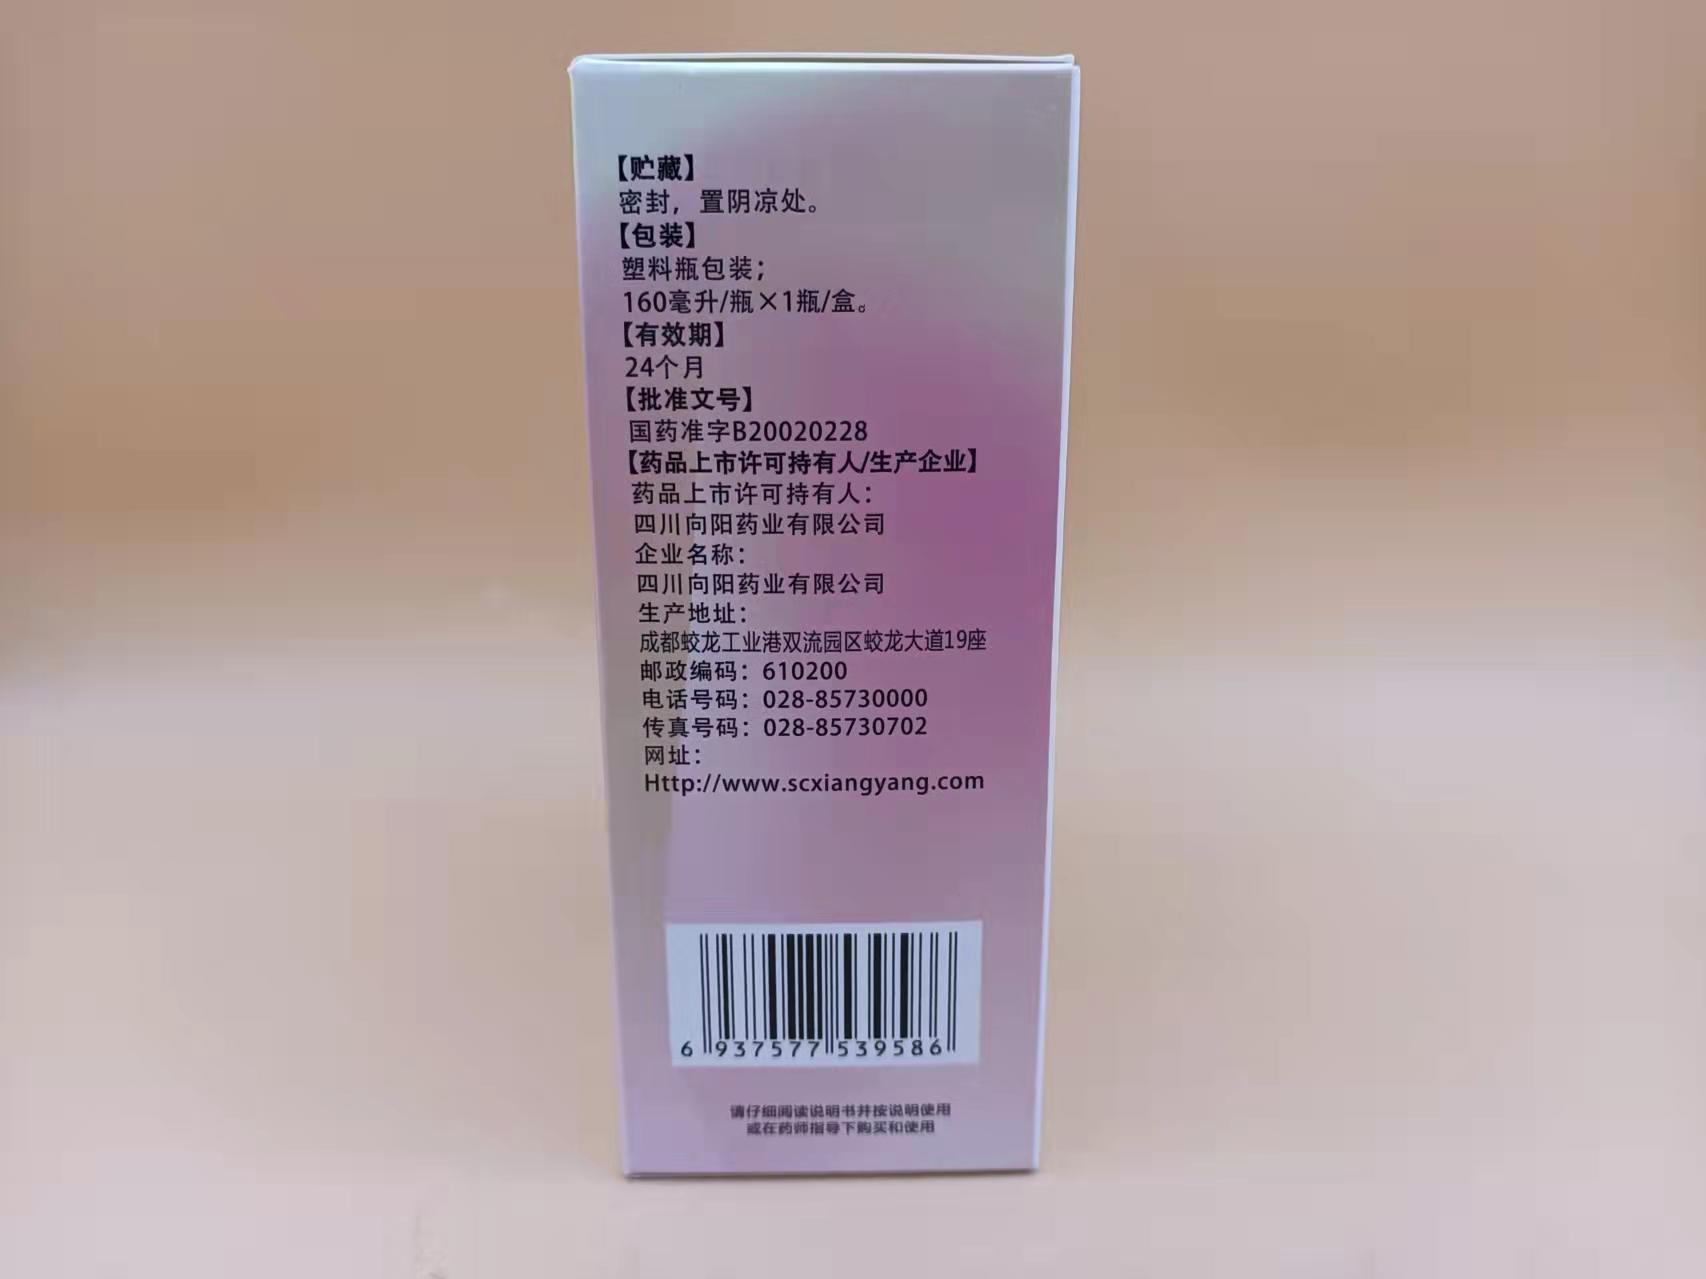 【贮藏】
密封，置阴凉处。
【包装】
塑料瓶包装；
160毫升/瓶×1瓶/盒。
【有效期】
24个月
【批准文号】
国药准字B20020228
【药品上市许可持有人/生产企业】
药品上市许可持有人：
四川向阳药业有限公司
企业名称：
四川向阳药业有限公司
生产地址：
成都蛟龙工业港双流园区蛟龙大道19座
邮政编码：610200
电话号码：028-85730000
传真号码：028-85730702
网址：
Http://www.scxiangyang.com
6 937577 539586
请仔细阅读说明书并按说明使用
或在药师指导下购买和使用